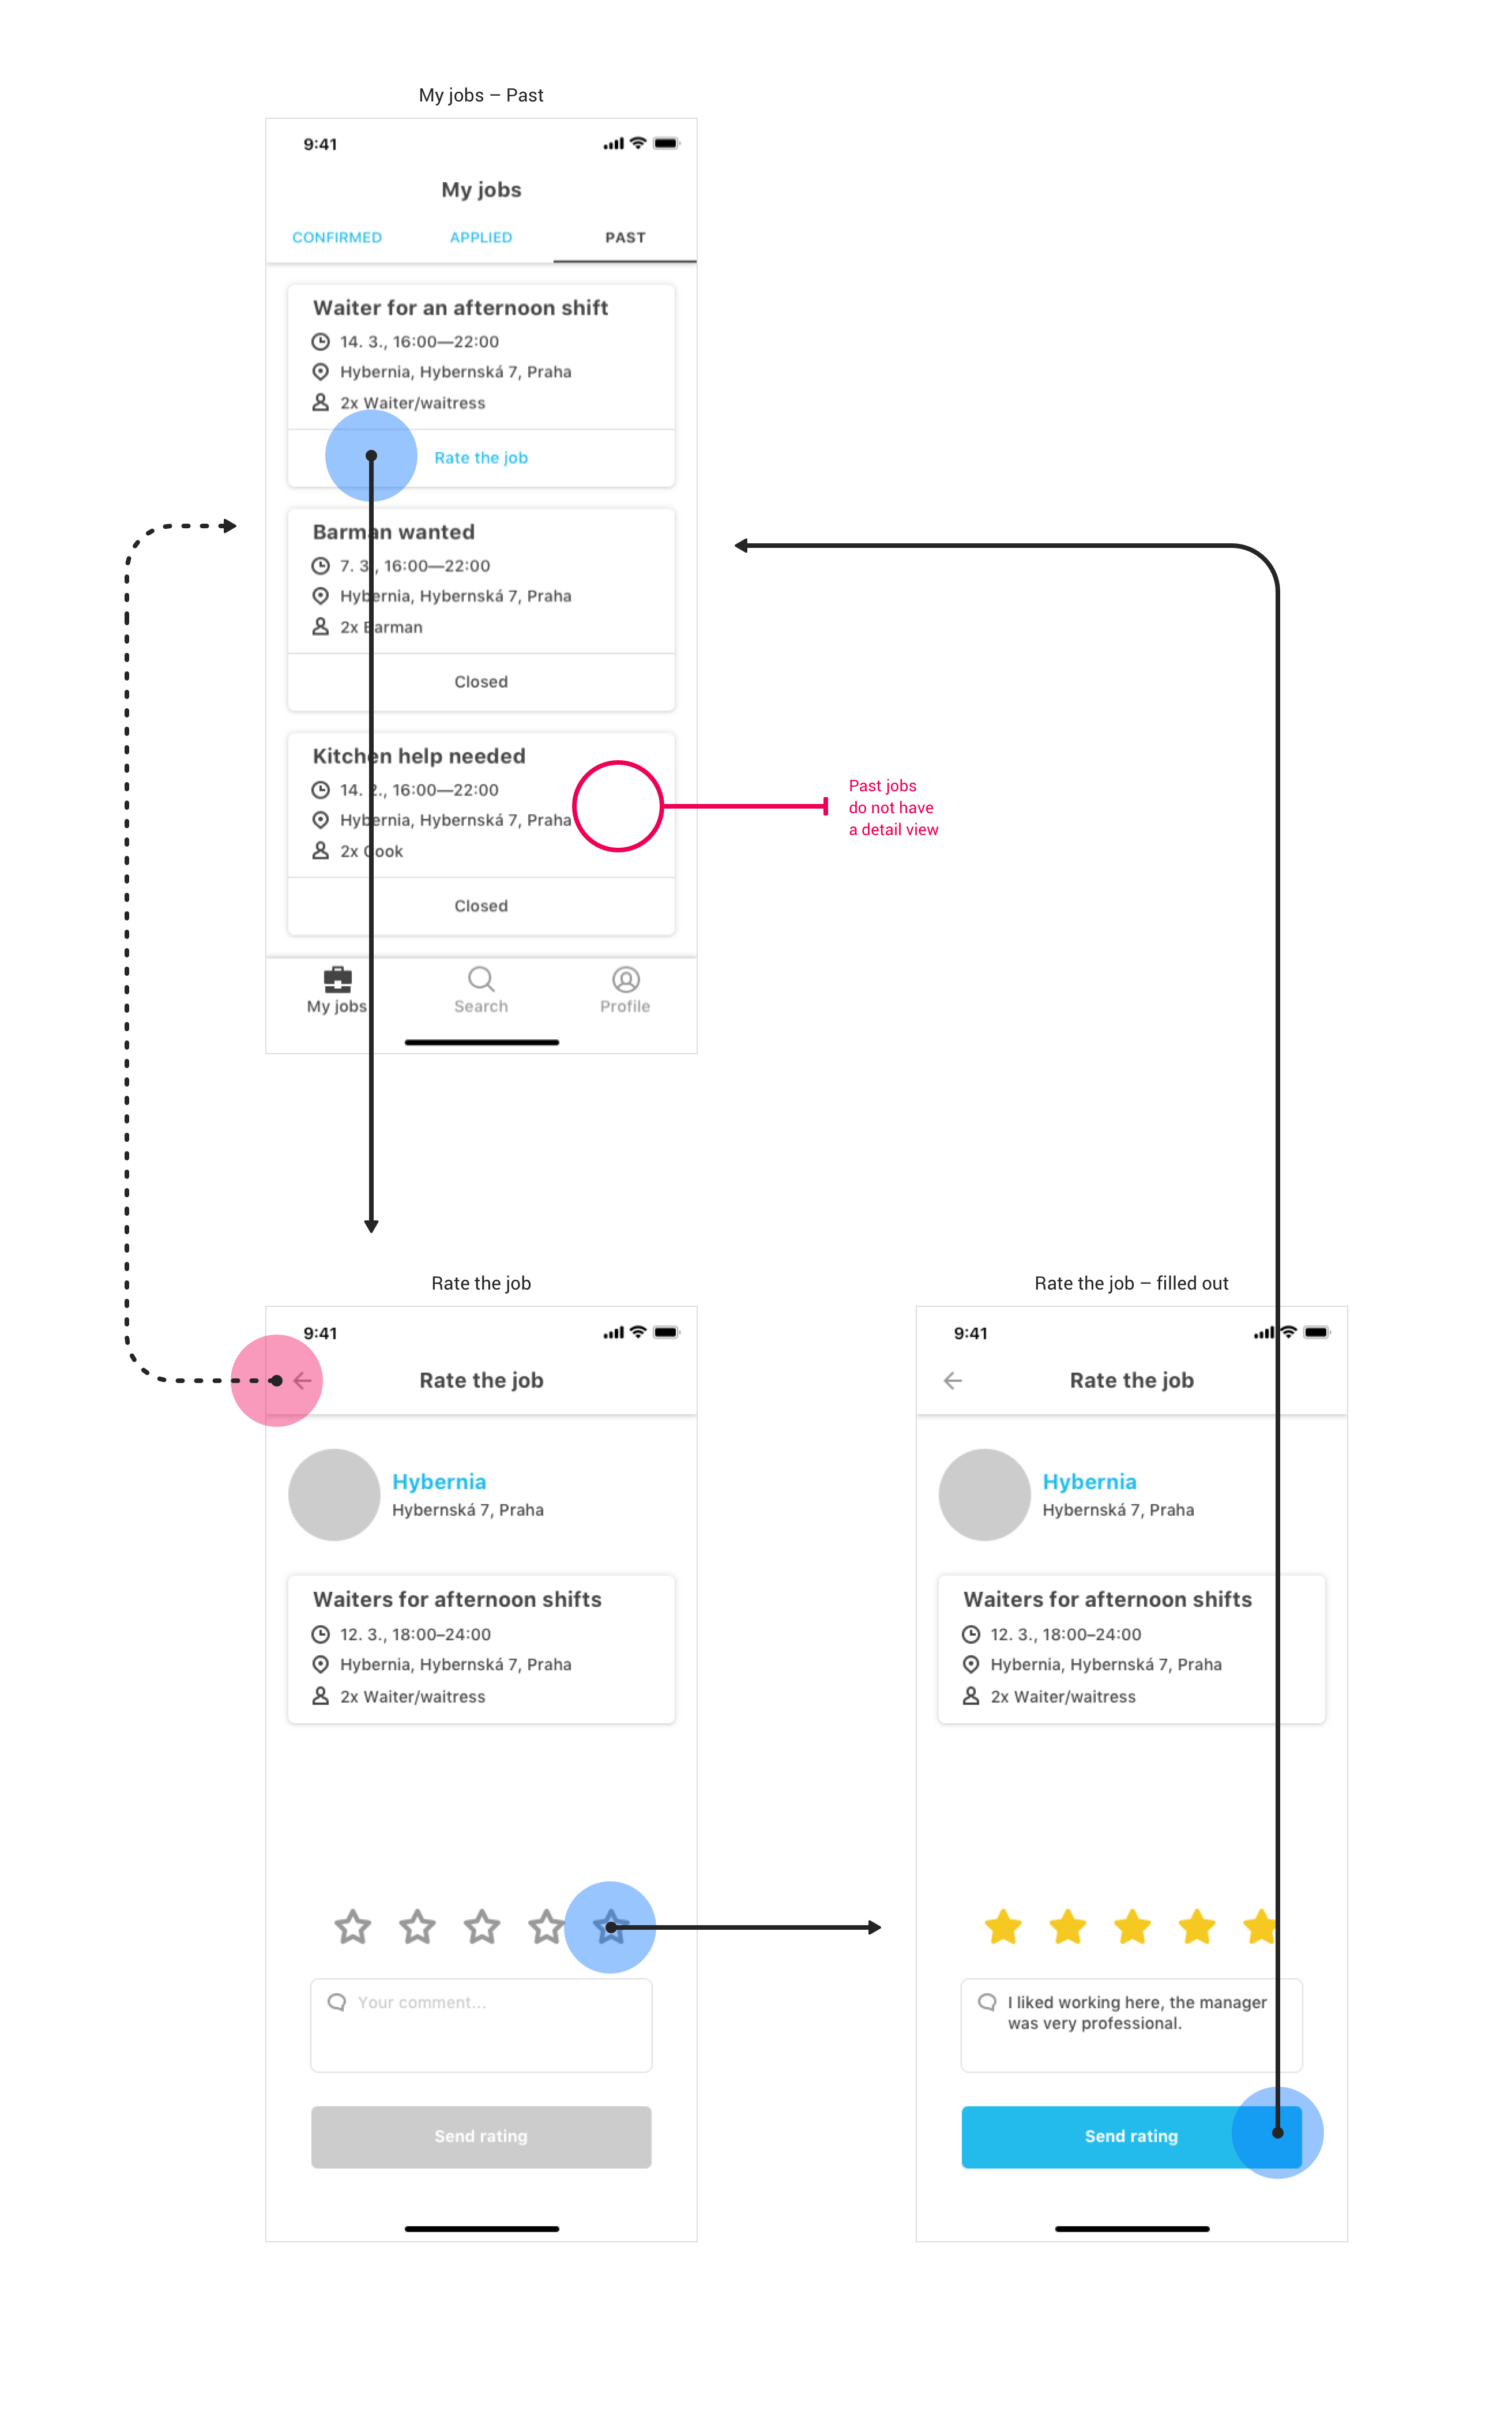 My jobs – Past
9:41
My jobs
CONFIRMED APPLIED PAST
Waiter for an afternoon shift
14. 3., 16:00—22:00
Hybernia, Hybernská 7, Praha
2x Waiter/waitress
Rate the job
Barman wanted
7. 3., 16:00—22:00
Hybernia, Hybernská 7, Praha
2x Barman
Closed
Kitchen help needed
14. 2., 16:00—22:00
Hybernia, Hybernská 7, Praha
2x Cook
Closed
My jobs Search Profile
Past jobs
do not have
a detail view
Rate the job
9:41
Rate the job
Hybernia
Hybernská 7, Praha
Waiters for afternoon shifts
12. 3., 18:00–24:00
Hybernia, Hybernská 7, Praha
2x Waiter/waitress
Your comment...
Send rating
Rate the job – filled out
9:41
Rate the job
Hybernia
Hybernská 7, Praha
Waiters for afternoon shifts
12. 3., 18:00–24:00
Hybernia, Hybernská 7, Praha
2x Waiter/waitress
I liked working here, the manager
was very professional.
Send rating